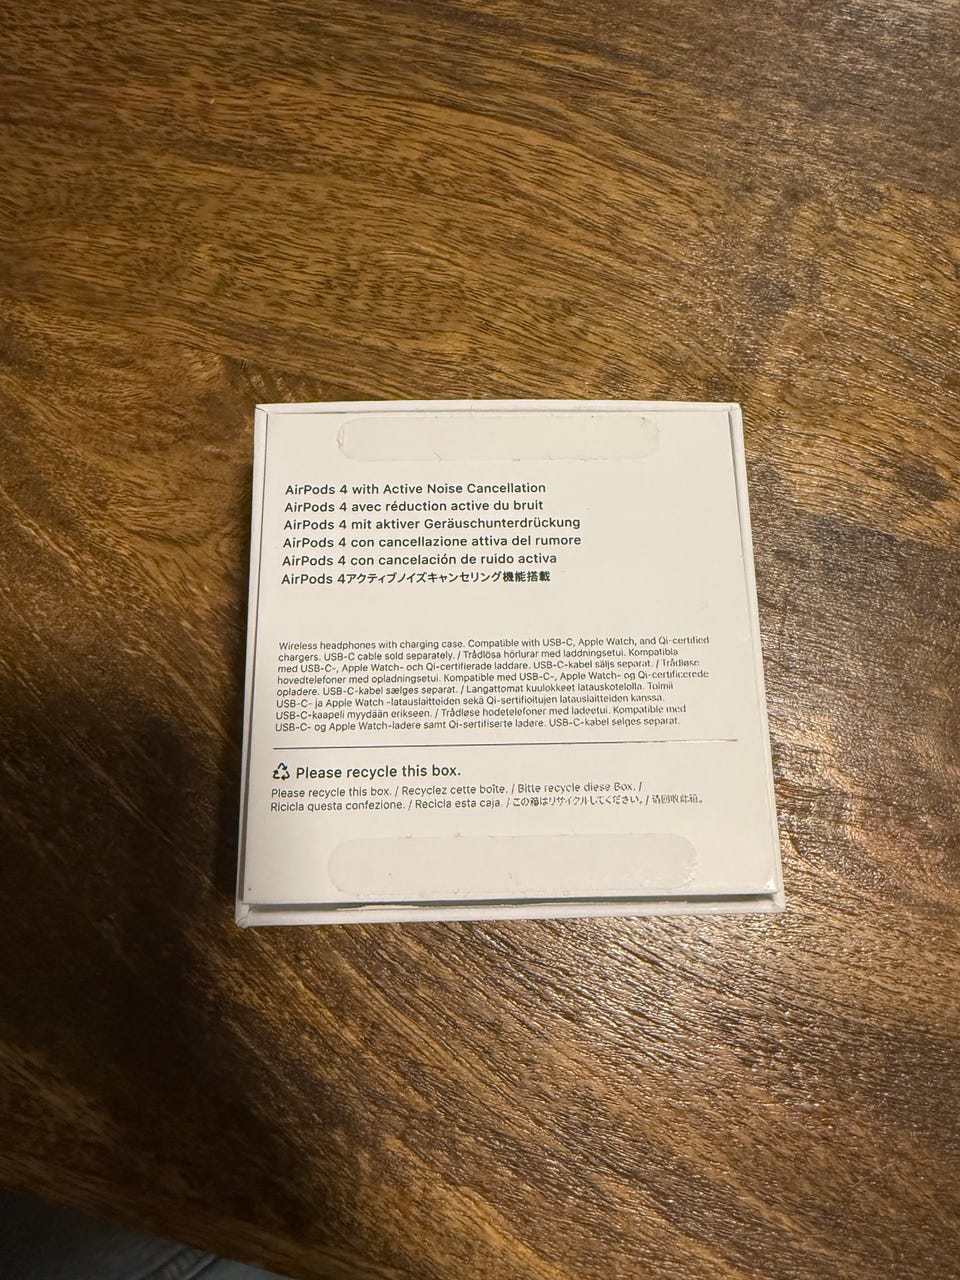 AirPods 4 with Active Noise Cancellation
AirPods 4 avec réduction active du bruit
AirPods 4 mit aktiver Geräuschunterdrückung
AirPods 4 con cancellazione attiva del rumore
AirPods 4 con cancelación de ruido activa
AirPods 4アクティブノイズキャンセリング機能搭載
Wireless headphones with charging case. Compatible with USB-C, Apple Watch, and Qi-certified
chargers. USB-C cable sold separately. / Trådlösa hörlurar med laddningsetui. Kompatibla
med USB-C-, Apple Watch- och Qi-certifierade laddare. USB-C-kabel säljs separat. / Trådløse
hovedtelefoner med opladningsetui. Kompatible med USB-C-, Apple Watch- og Qi-certificerede
opladere. USB-C-kabel sælges separat. / Langattomat kuulokkeet latauskotelolla. Toimii
USB-C- ja Apple Watch -latauslaitteiden sekä Qi-sertifioitujen latauslaitteiden kanssa.
USB-C-kaapeli myydään erikseen. / Trådløse hodetelefoner med ladeetui. Kompatible med
USB-C- og Apple Watch-ladere samt Qi-sertifiserte ladere. USB-C-kabel selges separat.
Please recycle this box.
Please recycle this box. / Recyclez cette boîte. / Bitte recycle diese Box. /
Ricicla questa confezione. / Recicla esta caja. / この箱はリサイクルしてください。/ 请回收此箱。